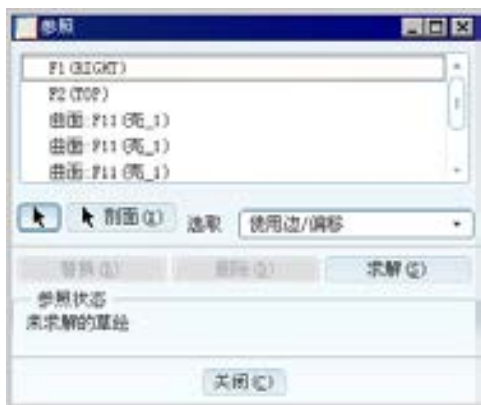 参照
F1(RIGHT)
F2(TOP)
曲面:F11(壳_1)
曲面:F11(壳_1)
曲面:F11(壳_1)
剖面(X) 选取 使用边/偏移
替换(R) 删除(D) 求解(S)
参照状态
未求解的草绘
关闭(C)